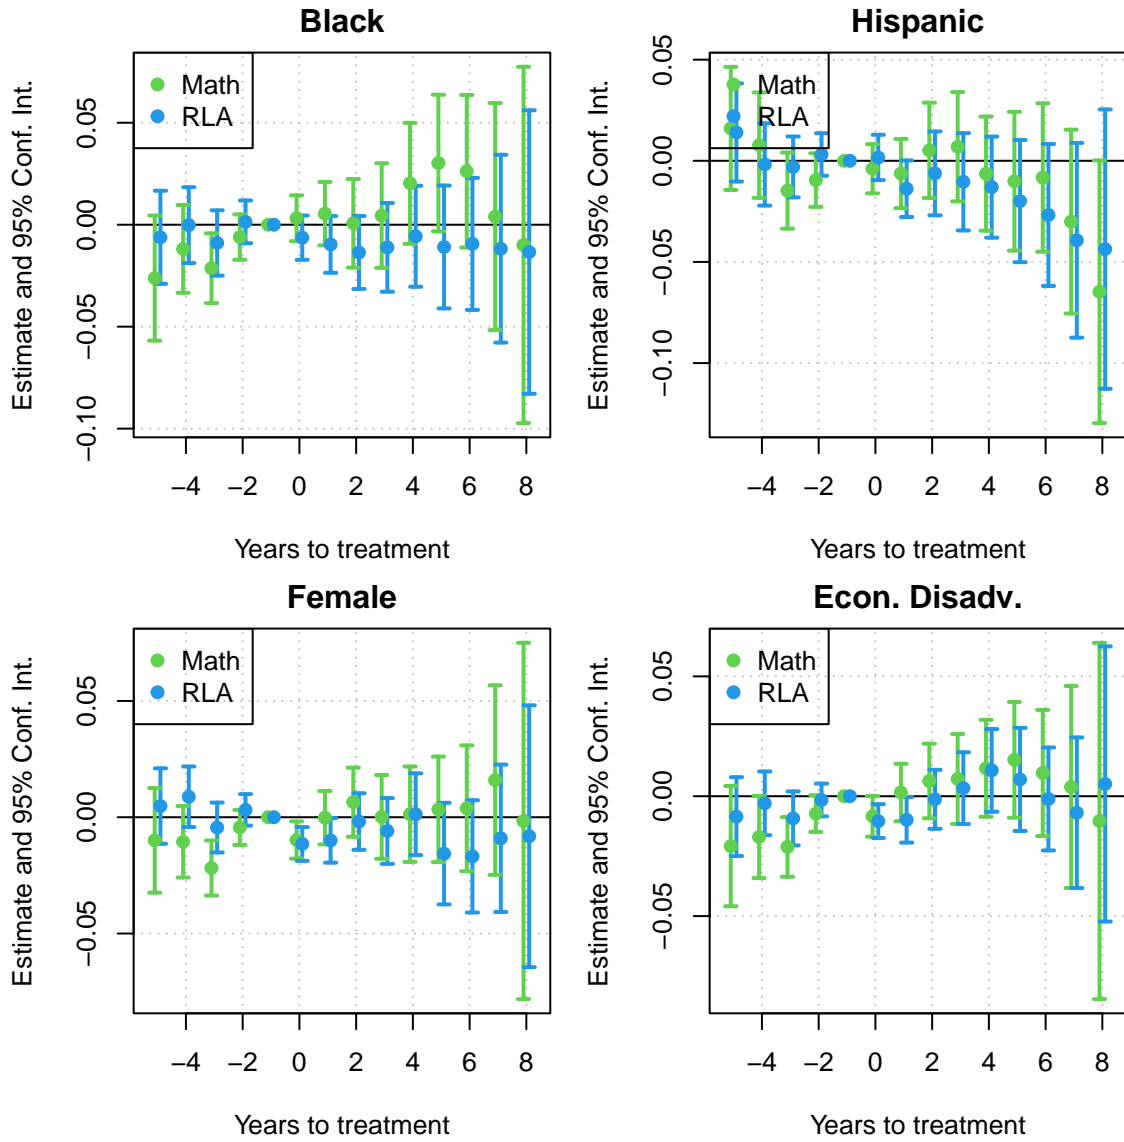 Black
Math
RLA
0.05
0.00
−0.05
−0.10
Estimate and 95% Conf. Int.
−4 −2 0 2 4 6 8
Years to treatment
Hispanic
Math
RLA
0.05
0.00
−0.05
−0.10
Estimate and 95% Conf. Int.
−4 −2 0 2 4 6 8
Years to treatment
Female
Math
RLA
0.05
0.00
−0.05
Estimate and 95% Conf. Int.
−4 −2 0 2 4 6 8
Years to treatment
Econ. Disadv.
Math
RLA
0.05
0.00
−0.05
Estimate and 95% Conf. Int.
−4 −2 0 2 4 6 8
Years to treatment